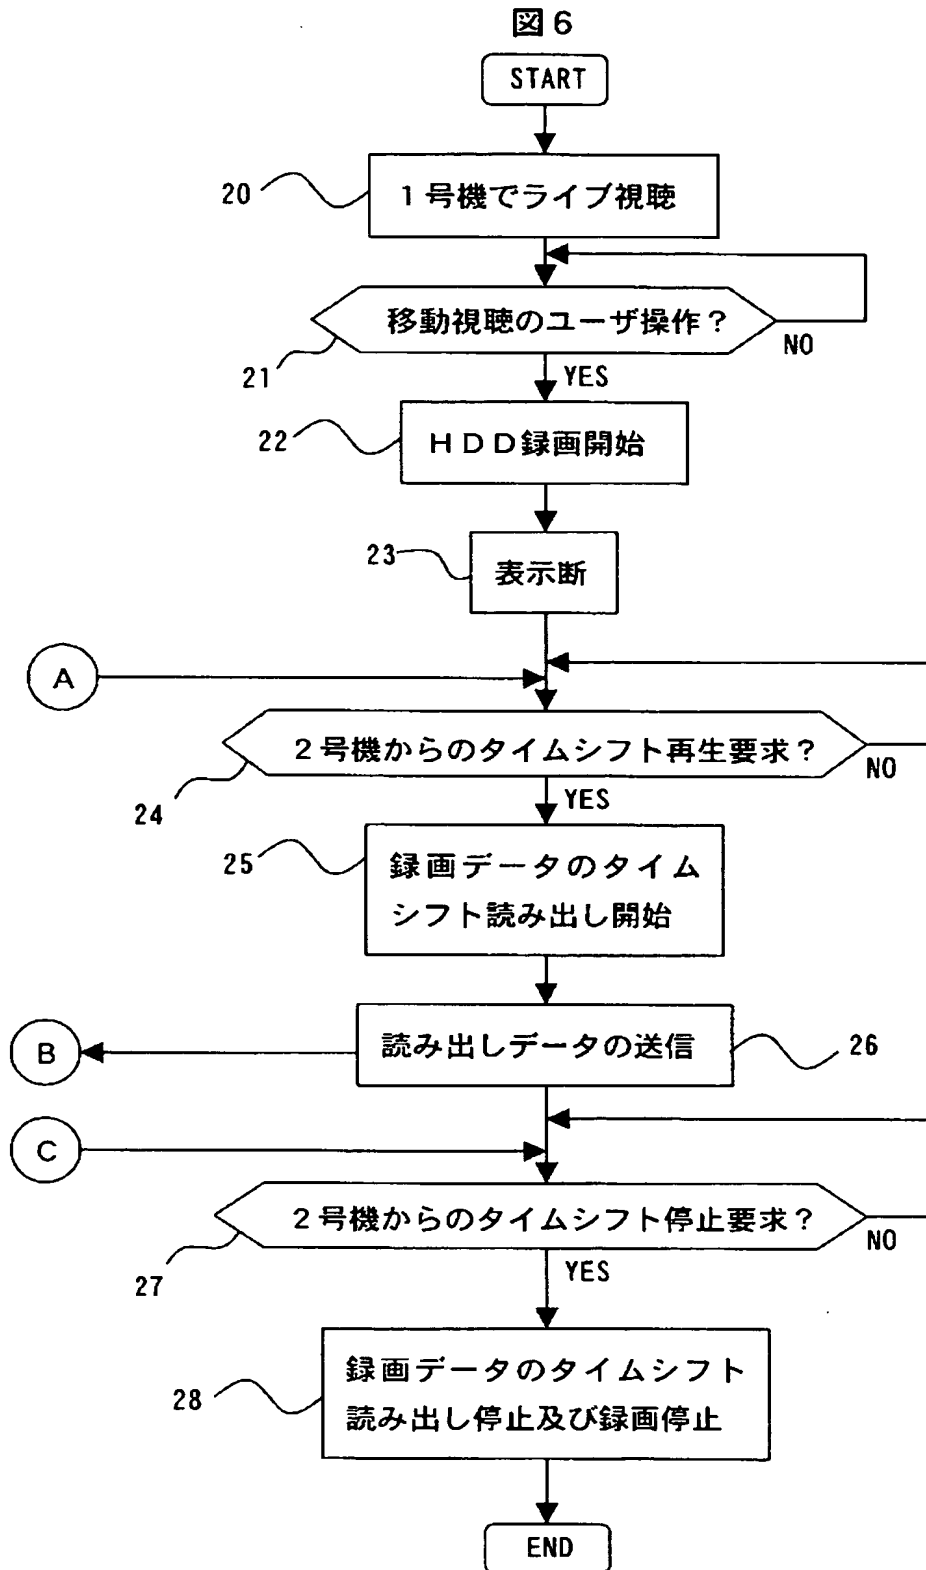 図6
START
20
1号機でライブ視聴
移動視聴のユーザ操作?
NO
21
YES
22
HDD録画開始
23
表示断
A
2号機からのタイムシフト再生要求?
NO
24
YES
25
録画データのタイム
シフト読み出し開始
B
読み出しデータの送信
26
C
2号機からのタイムシフト停止要求?
NO
27
YES
28
録画データのタイムシフト
読み出し停止及び録画停止
END